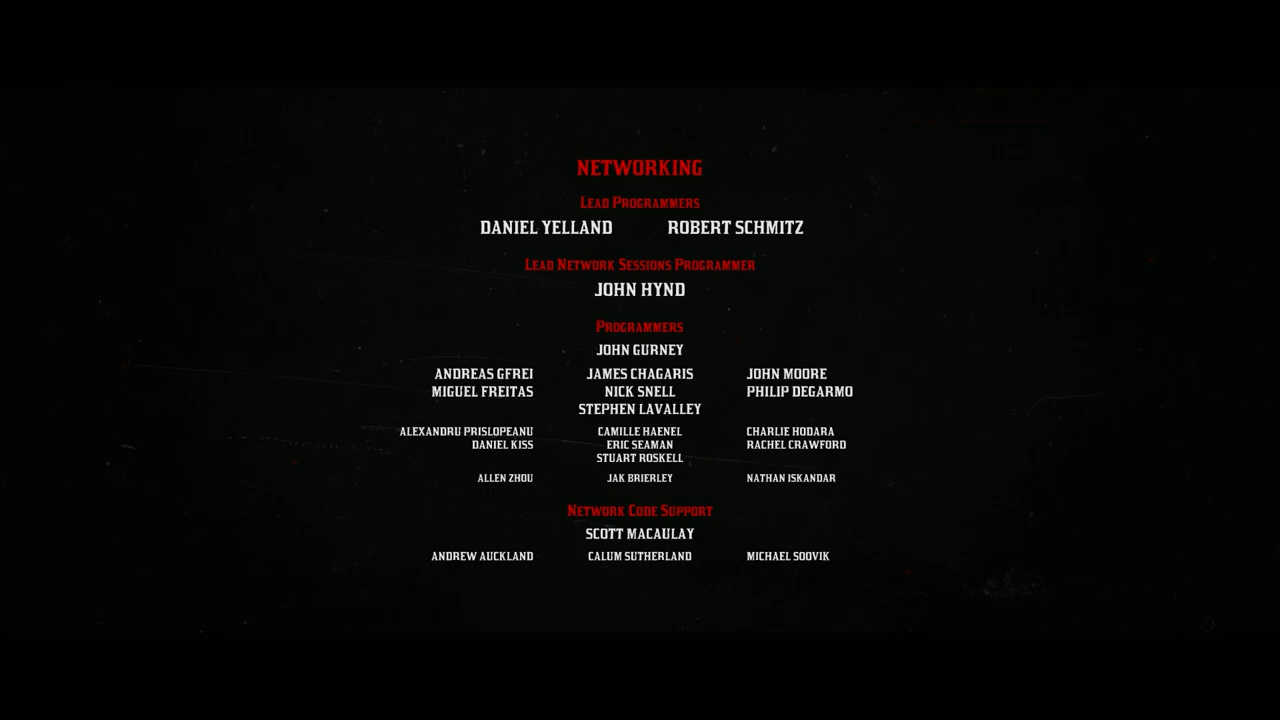 NETWORKING
LEAD PROGRAMMERS
DANIEL YELLAND ROBERT SCHMITZ
LEAD NETWORK SESSIONS PROGRAMMER
JOHN HYND
PROGRAMMERS
JOHN GURNEY
ANDREAS GFREI JAMES CHAGARIS JOHN MOORE
MIGUEL FREITAS NICK SNELL PHILIP DEGARMO
STEPHEN LAVALLEY
ALEXANDRU PRISLOPEANU CAMILLE HAENEL CHARLIE HODARA
DANIEL KISS ERIC SEAMAN RACHEL CRAWFORD
STUART ROSKELL
ALLEN ZHOU JAK BRIERLEY NATHAN ISKANDAR
NETWORK CODE SUPPORT
SCOTT MACAULAY
ANDREW AUCKLAND CALUM SUTHERLAND MICHAEL SOOVIK